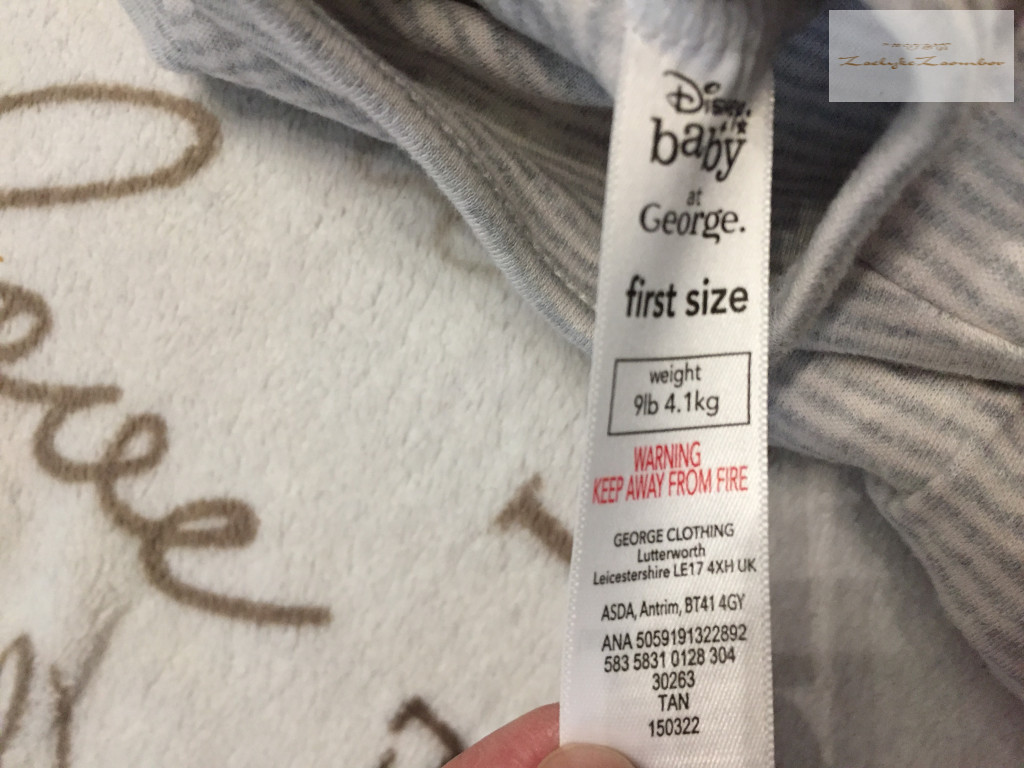 Disney
baby
at
George.
first size
weight
9lb 4.1kg
WARNING
KEEP AWAY FROM FIRE
GEORGE CLOTHING
Lutterworth
Leicestershire LE17 4XH UK
ASDA, Antrim, BT41 4GY
ANA 5059191322892
583 5831 0128 304
30263
TAN
150322